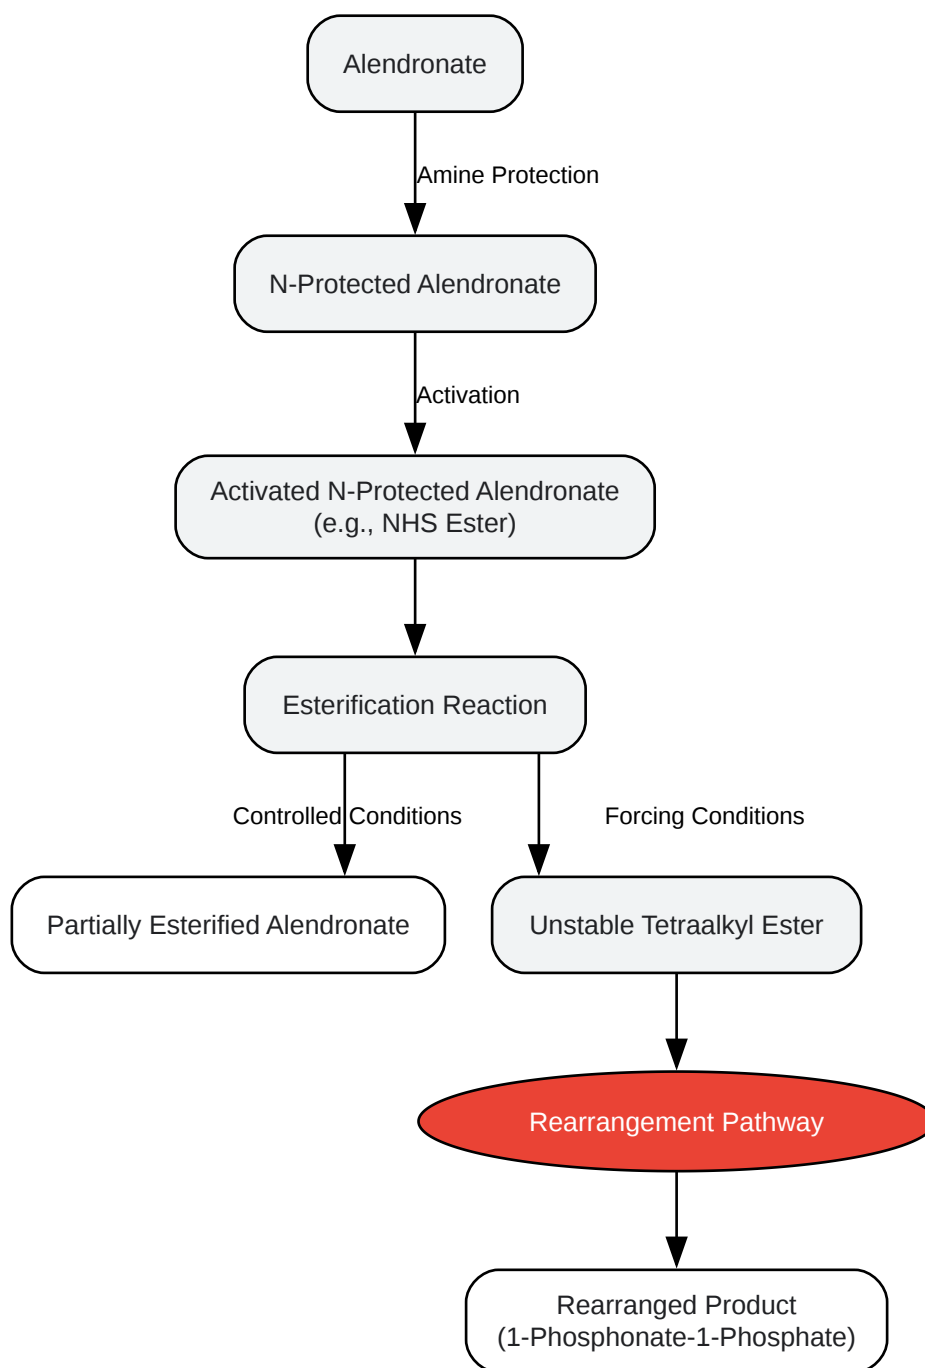 Alendronate
Amine Protection
N-Protected Alendronate
Activation
Activated N-Protected Alendronate
(e.g., NHS Ester)
Esterification Reaction
Controlled Conditions
Forcing Conditions
Partially Esterified Alendronate
Unstable Tetraalkyl Ester
Rearrangement Pathway
Rearranged Product
(1-Phosphonate-1-Phosphate)